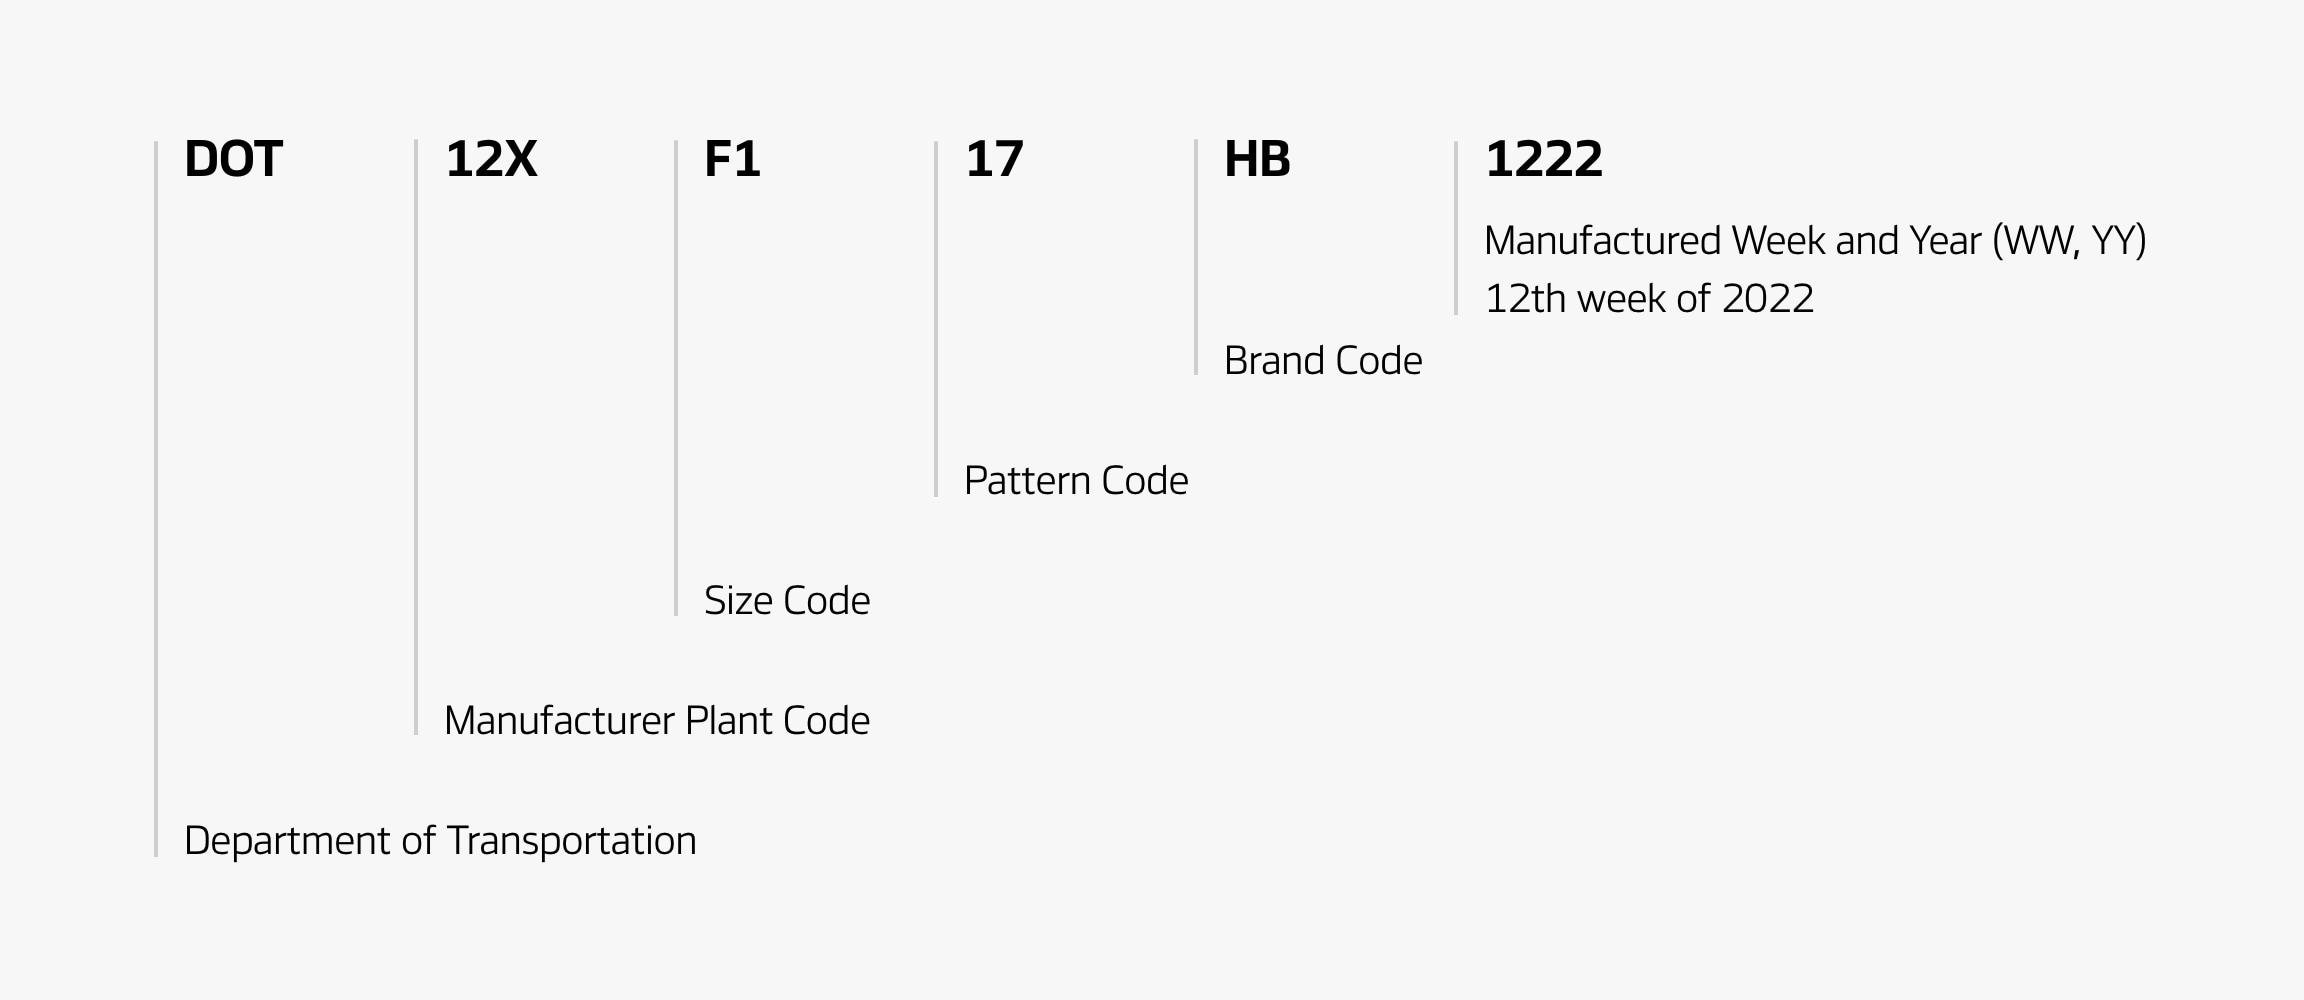 DOT 12X F1 17 HB 1222
Manufactured Week and Year (WW, YY)
12th week of 2022
Brand Code
Pattern Code
Size Code
Manufacturer Plant Code
Department of Transportation